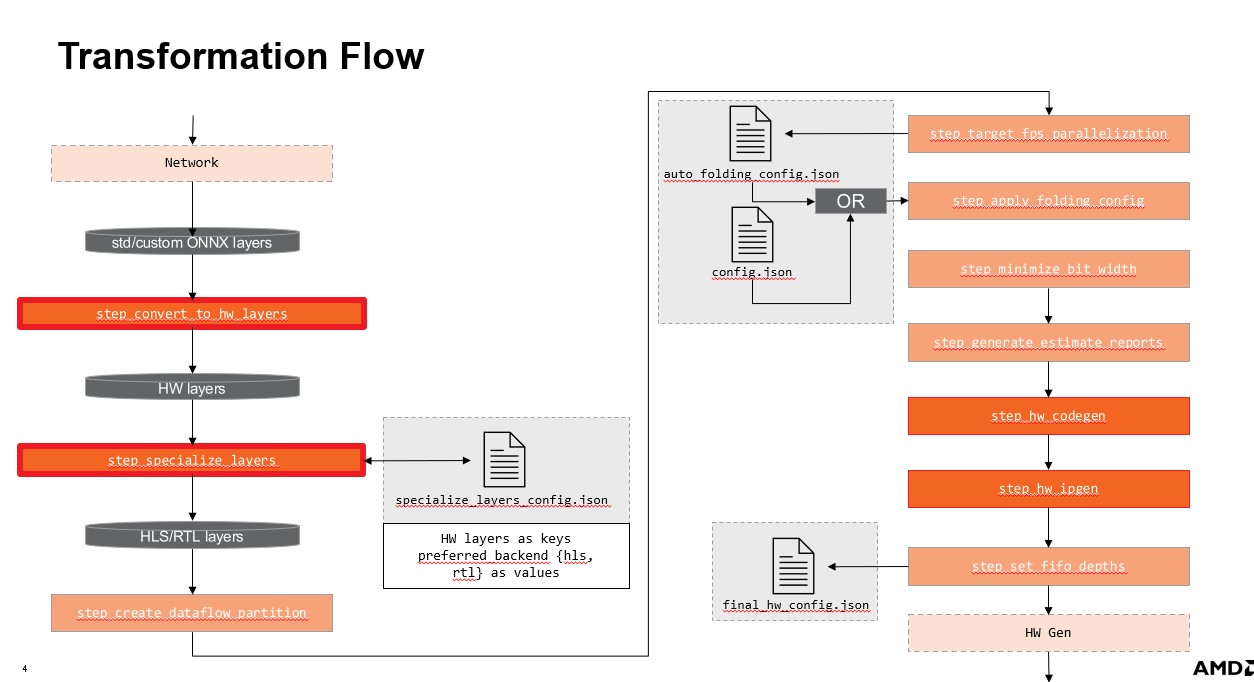 Transformation Flow
Network
std/custom ONNX layers
step_convert_to_hw_layers
HW layers
step_specialize_layers
specialize_layers_config.json
HW layers as keys
preferred_backend {hls,
rtl} as values
HLS/RTL layers
step_create_dataflow_partition
step_target_fps_parallelization
auto_folding_config.json
OR
step_apply_folding_config
config.json
step_minimize_bit_width
step_generate_estimate_reports
step_hw_codegen
step_hw_ipgen
step_set_fifo_depths
final_hw_config.json
HW Gen
4
AMD